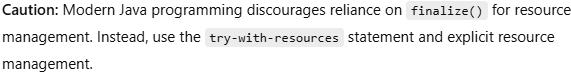 Caution: Modern Java programming discourages reliance on finalize() for resource
management. Instead, use the try-with-resources statement and explicit resource
management.